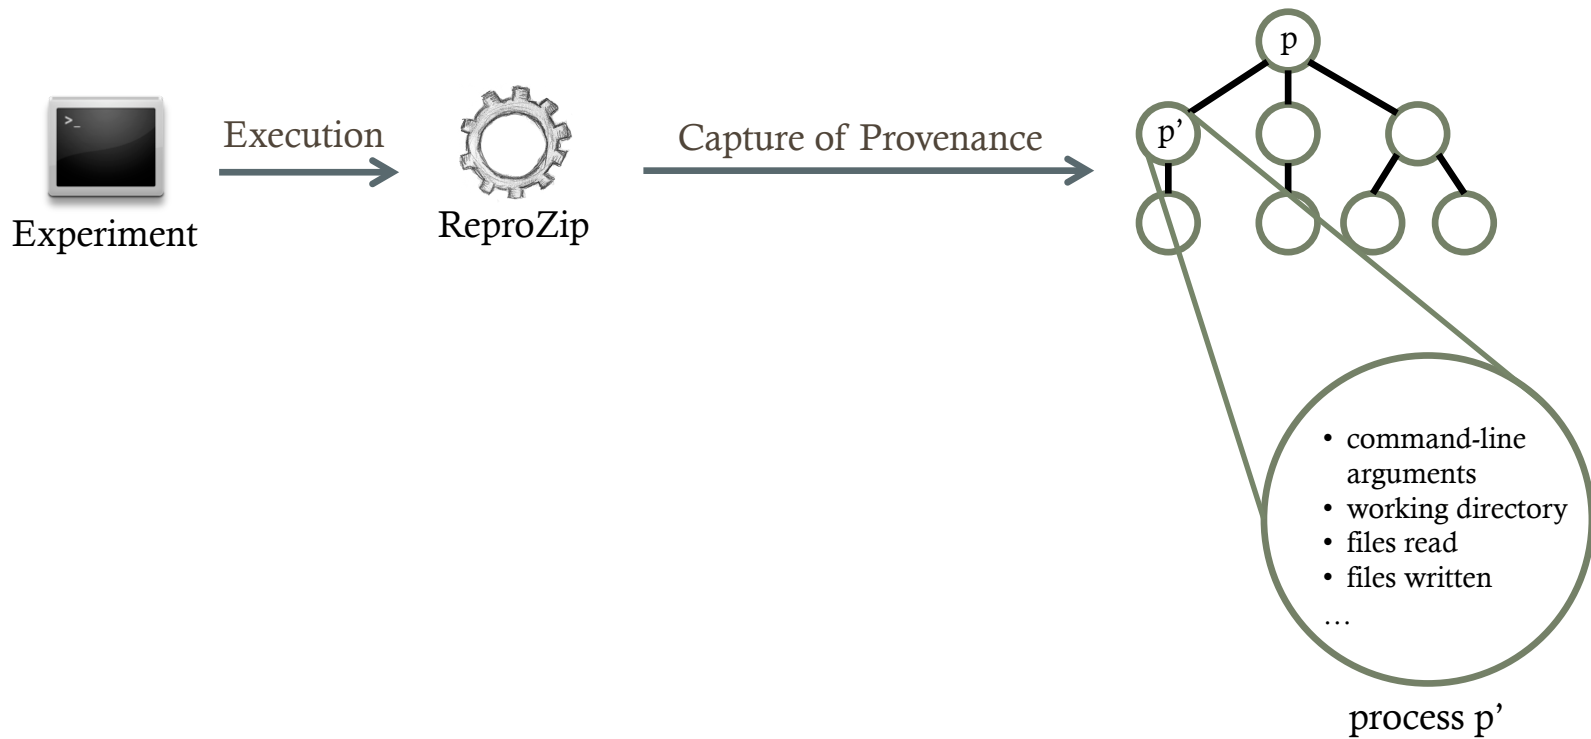 >_
Experiment
Execution
ReproZip
Capture of Provenance
p
p’
• command-line
arguments
• working directory
• files read
• files written
…
process p’